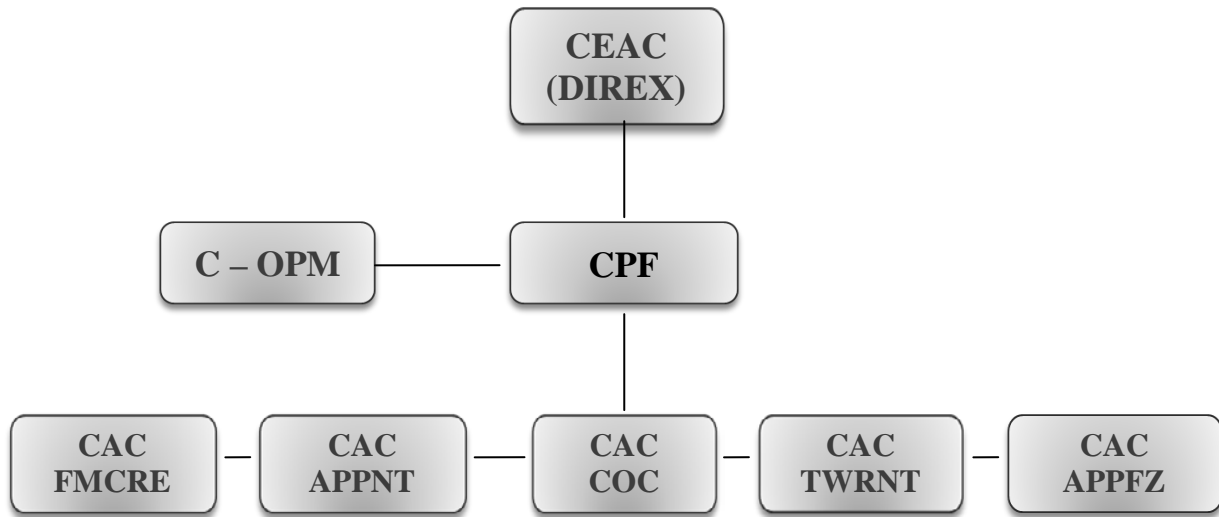 CEAC
(DIREX)
C – OPM
CPF
CAC
FMCRE
CAC
APPNT
CAC
COC
CAC
TWRNT
CAC
APPFZ